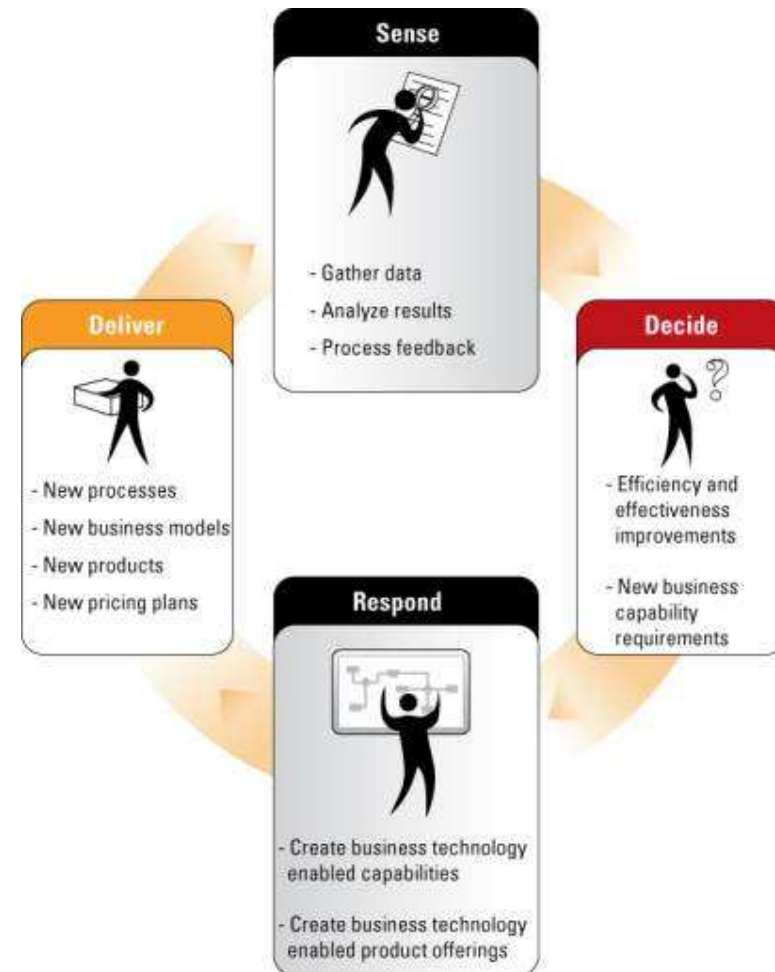 Sense
- Gather data
- Analyze results
- Process feedback
Decide
- Efficiency and
effectiveness
improvements
- New business
capability
requirements
Respond
- Create business technology
enabled capabilities
- Create business technology
enabled product offerings
Deliver
- New processes
- New business models
- New products
- New pricing plans